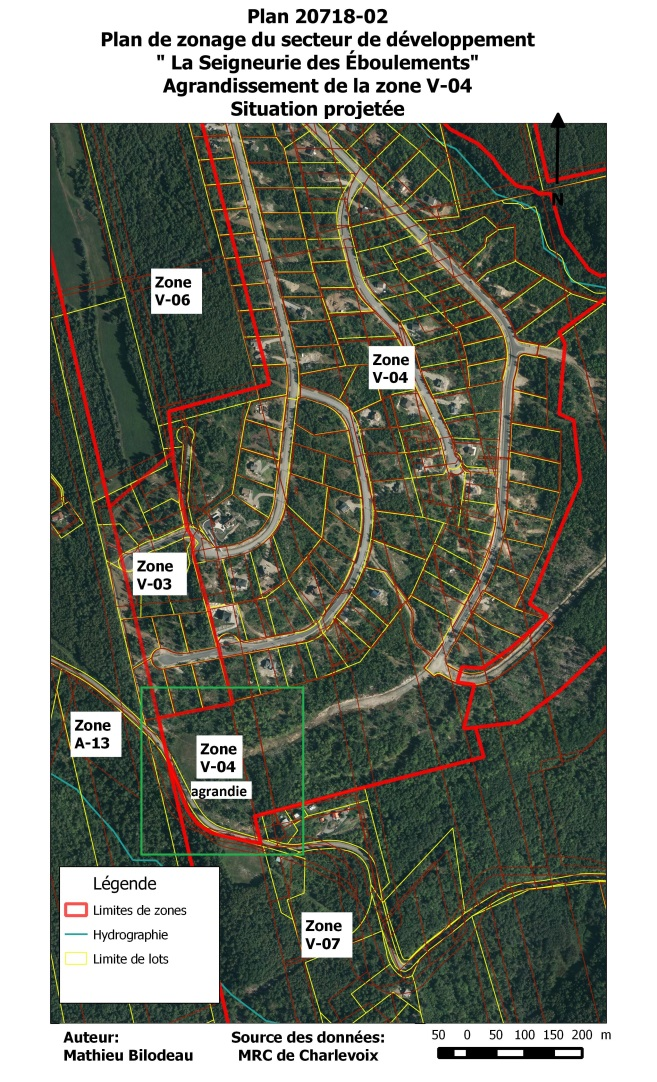 Plan 20718-02
Plan de zonage du secteur de développement
" La Seigneurie des Éboulements"
Agrandissement de la zone V-04
Situation projetée
N
Zone
V-06
Zone
V-04
Zone
V-03
Zone
A-13
Zone
V-04
agrandie
Légende
Limites de zones
Hydrographie
Limite de lots
Zone
V-07
Auteur:
Mathieu Bilodeau
Source des données:
MRC de Charlevoix
50 0 50 100 150 200 m